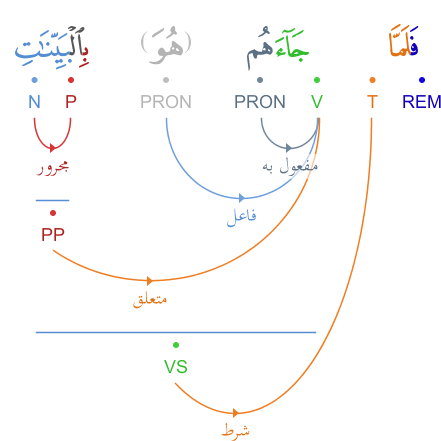 فَلَمَّا جَآءَهُم (هُوَ) بِٱلْبَيِّنَـٰتِ
REM T V PRON PRON P N
مجرور
مفعول به
فاعل
PP
متعلق
VS
شرط